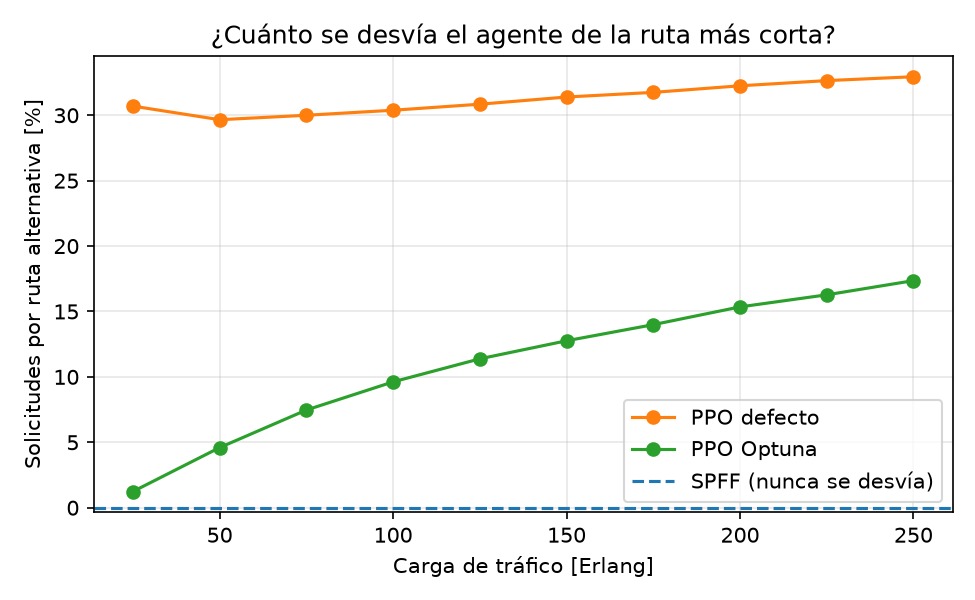 ¿Cuánto se desvía el agente de la ruta más corta?
Solicitudes por ruta alternativa [%]
30
25
20
15
10
5
0
PPO defecto
PPO Optuna
SPFF (nunca se desvía)
50 100 150 200 250
Carga de tráfico [Erlang]